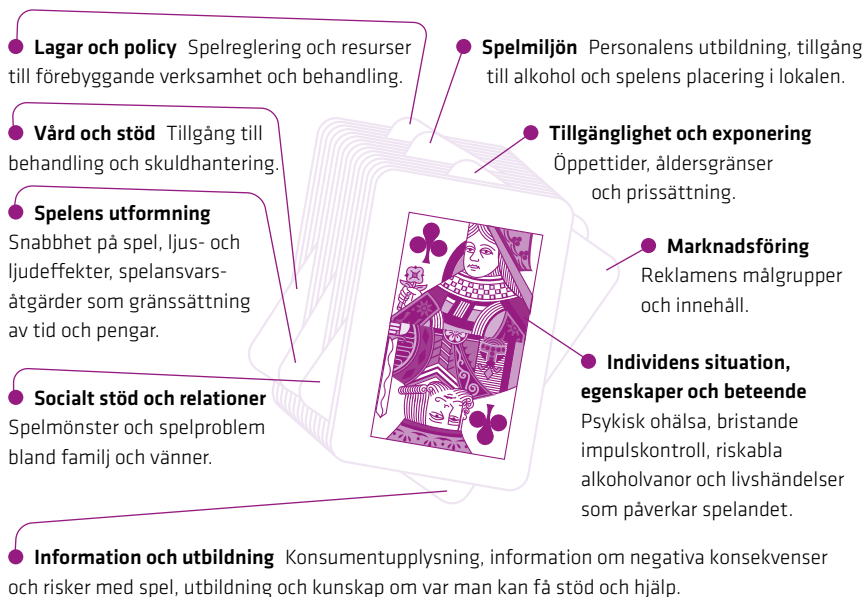 Lagar och policy Spelreglering och resurser
till förebyggande verksamhet och behandling.
Spelmiljön Personalens utbildning, tillgång
till alkohol och spelens placering i lokalen.
Vård och stöd Tillgång till
behandling och skuldhantering.
Tillgänglighet och exponering
Öppettider, åldersgränser
och prissättning.
Spelens utformning
Snabbhet på spel, ljus- och
ljudeffekter, spelansvars-
åtgärder som gränssättning
av tid och pengar.
Marknadsföring
Reklamens målgrupper
och innehåll.
Socialt stöd och relationer
Spelmönster och spelproblem
bland familj och vänner.
Individens situation,
egenskaper och beteende
Psykisk ohälsa, bristande
impulskontroll, riskabla
alkoholvanor och livshändelser
som påverkar spelandet.
Information och utbildning Konsumentupplysning, information om negativa konsekvenser
och risker med spel, utbildning och kunskap om var man kan få stöd och hjälp.